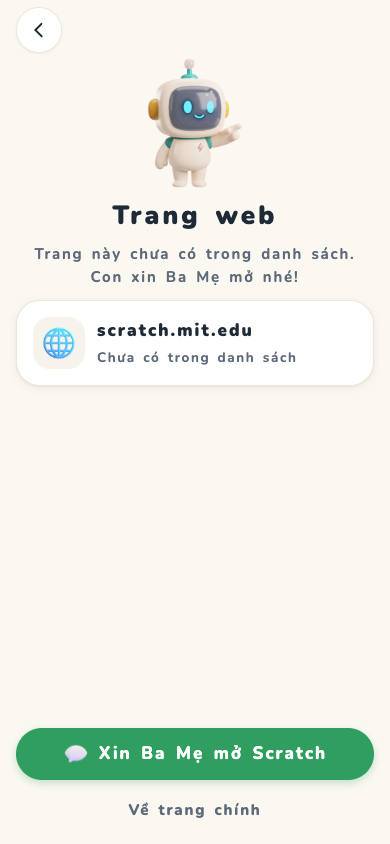 Trang web
Trang này chưa có trong danh sách.
Con xin Ba Mẹ mở nhé!
scratch.mit.edu
Chưa có trong danh sách
Xin Ba Mẹ mở Scratch
Về trang chính